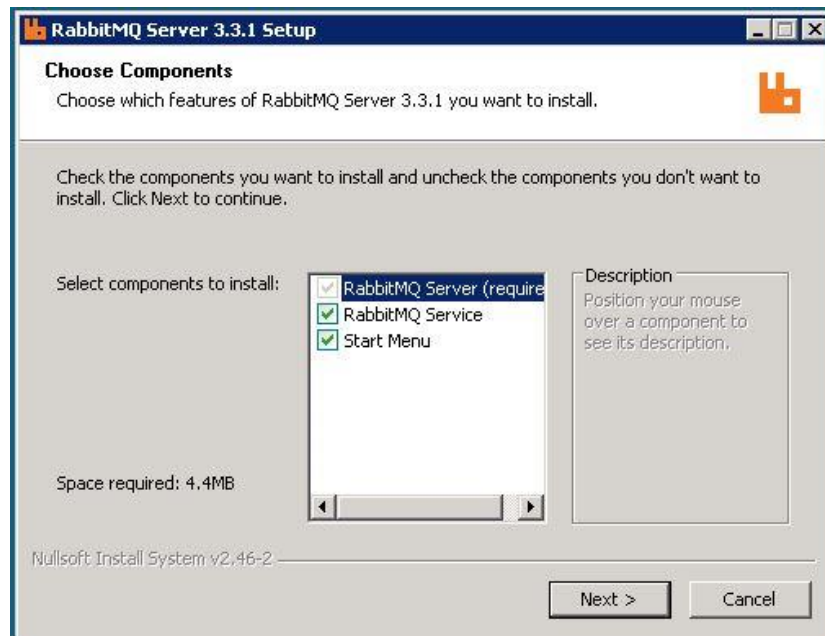 RabbitMQ Server 3.3.1 Setup
Choose Components
Choose which features of RabbitMQ Server 3.3.1 you want to install.
Check the components you want to install and uncheck the components you don't want to
install. Click Next to continue.
Select components to install:
RabbitMQ Server (require
RabbitMQ Service
Start Menu
Description
Position your mouse
over a component to
see its description.
Space required: 4.4MB
Nullsoft Install System v2.46-2
Next >
Cancel